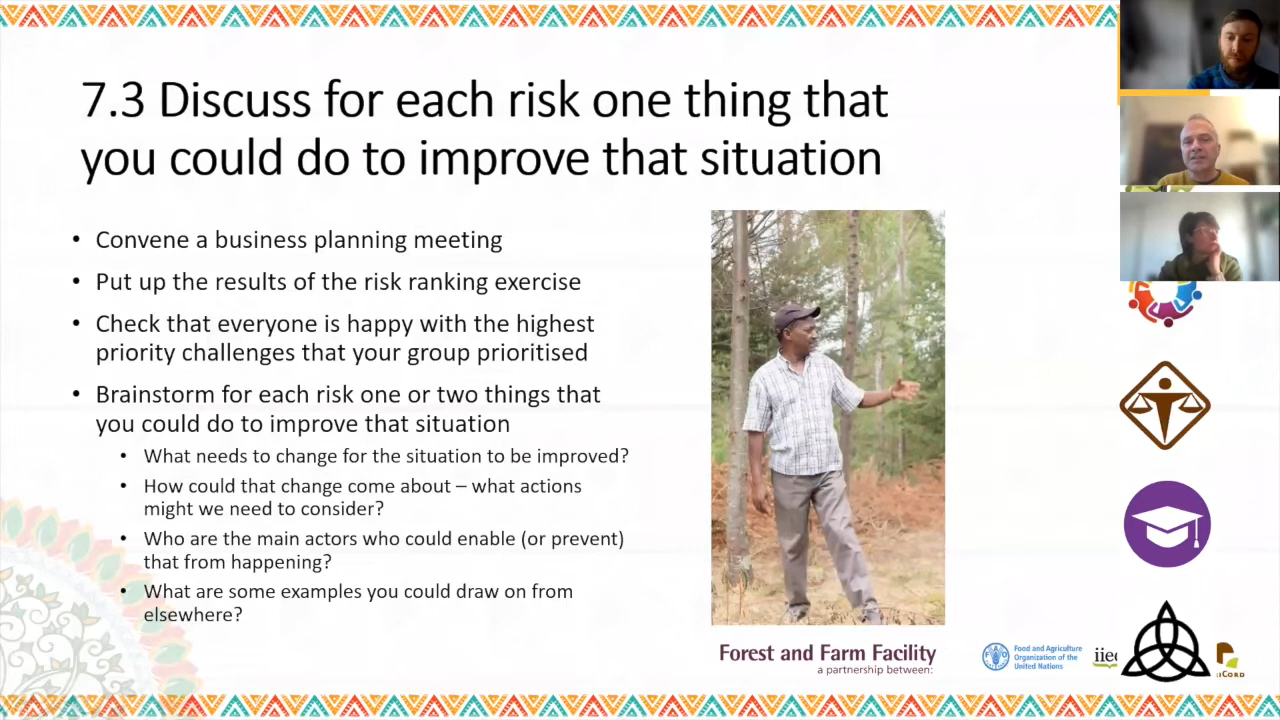 7.3 Discuss for each risk one thing that
you could do to improve that situation
• Convene a business planning meeting
• Put up the results of the risk ranking exercise
• Check that everyone is happy with the highest
priority challenges that your group prioritised
• Brainstorm for each risk one or two things that
you could do to improve that situation
• What needs to change for the situation to be improved?
• How could that change come about – what actions
might we need to consider?
• Who are the main actors who could enable (or prevent)
that from happening?
• What are some examples you could draw on from
elsewhere?
Forest and Farm Facility
a partnership between:
Food and Agriculture
Organization of the
United Nations